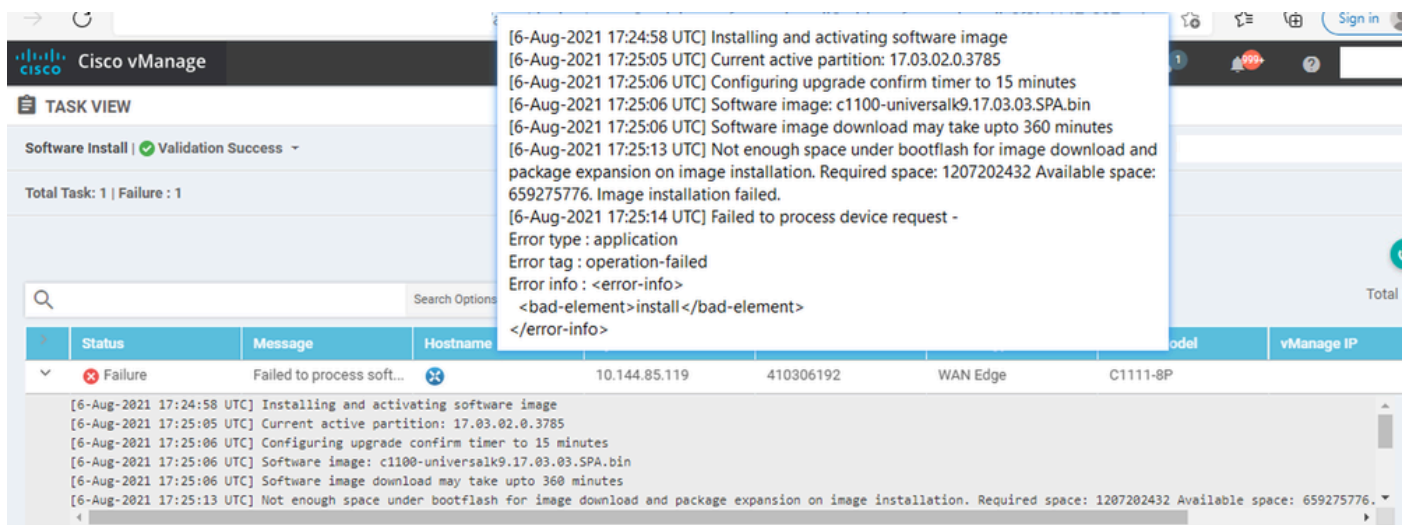 Sign in
cisco Cisco vManage
1
999+
TASK VIEW
Software Install | Validation Success
Total Task: 1 | Failure : 1
[6-Aug-2021 17:24:58 UTC] Installing and activating software image
[6-Aug-2021 17:25:05 UTC] Current active partition: 17.03.02.0.3785
[6-Aug-2021 17:25:06 UTC] Configuring upgrade confirm timer to 15 minutes
[6-Aug-2021 17:25:06 UTC] Software image: c1100-universalk9.17.03.03.SPA.bin
[6-Aug-2021 17:25:06 UTC] Software image download may take upto 360 minutes
[6-Aug-2021 17:25:13 UTC] Not enough space under bootflash for image download and
package expansion on image installation. Required space: 1207202432 Available space:
659275776. Image installation failed.
[6-Aug-2021 17:25:14 UTC] Failed to process device request -
Error type : application
Error tag : operation-failed
Error info : <error-info>
<bad-element>install</bad-element>
</error-info>
Search Options
Total
Status Message Hostname odel vManage IP
Failure Failed to process soft... 10.144.85.119 410306192 WAN Edge C1111-8P
[6-Aug-2021 17:24:58 UTC] Installing and activating software image
[6-Aug-2021 17:25:05 UTC] Current active partition: 17.03.02.0.3785
[6-Aug-2021 17:25:06 UTC] Configuring upgrade confirm timer to 15 minutes
[6-Aug-2021 17:25:06 UTC] Software image: c1100-universalk9.17.03.03.SPA.bin
[6-Aug-2021 17:25:06 UTC] Software image download may take upto 360 minutes
[6-Aug-2021 17:25:13 UTC] Not enough space under bootflash for image download and package expansion on image installation. Required space: 1207202432 Available space: 659275776.